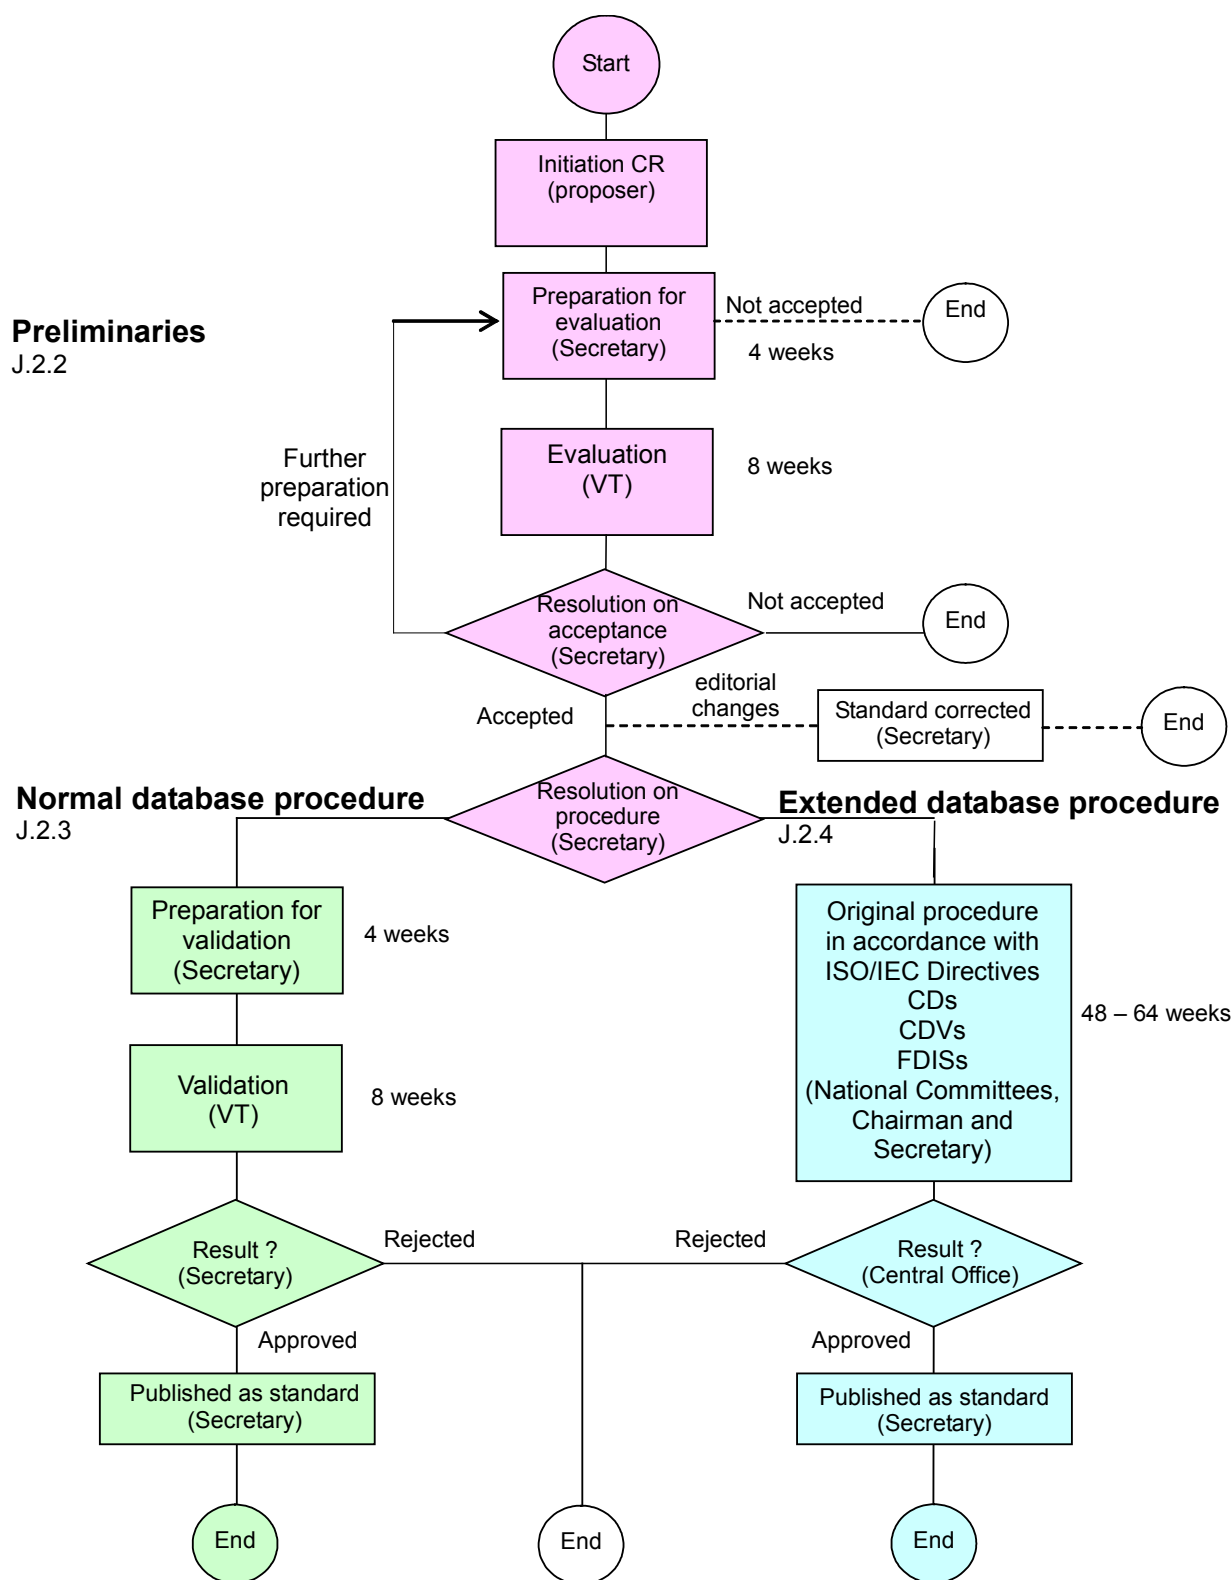 Start
Initiation CR
(proposer)
Preparation for
evaluation
(Secretary)
Not accepted
4 weeks
End
Preliminaries
J.2.2
Further
preparation
required
Evaluation
(VT)
8 weeks
Resolution on
acceptance
(Secretary)
Not accepted
End
Accepted
editorial
changes
Standard corrected
(Secretary)
End
Normal database procedure
J.2.3
Resolution on
procedure
(Secretary)
Extended database procedure
J.2.4
Preparation for
validation
(Secretary)
4 weeks
Validation
(VT)
8 weeks
Original procedure
in accordance with
ISO/IEC Directives
CDs
CDVs
FDISs
(National Committees,
Chairman and
Secretary)
48 – 64 weeks
Result ?
(Secretary)
Rejected
Rejected
Result ?
(Central Office)
Approved
Approved
Published as standard
(Secretary)
Published as standard
(Secretary)
End
End
End